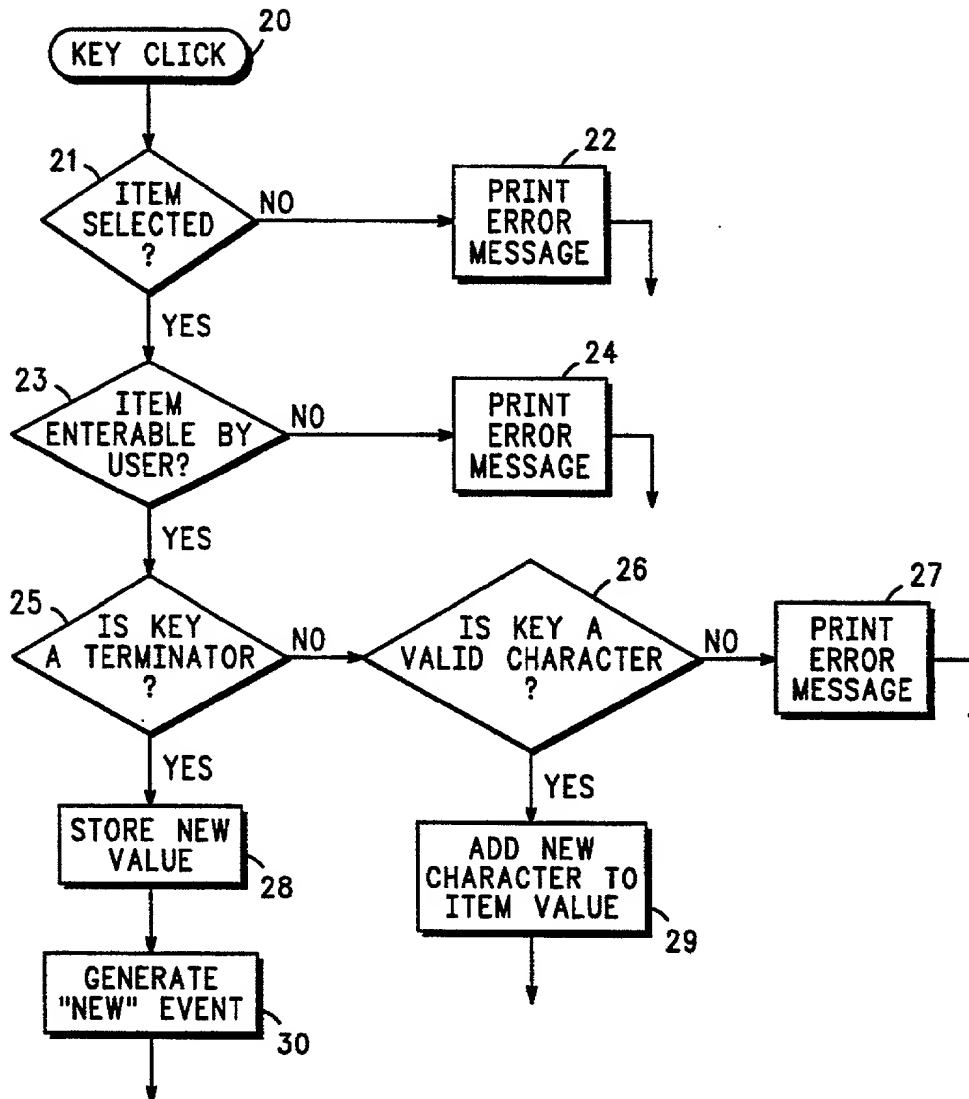 20
KEY CLICK
21
ITEM
SELECTED
?
NO
22
PRINT
ERROR
MESSAGE
YES
23
ITEM
ENTERABLE BY
USER?
NO
24
PRINT
ERROR
MESSAGE
YES
25
IS KEY
A TERMINATOR
?
NO
26
IS KEY A
VALID CHARACTER
?
NO
27
PRINT
ERROR
MESSAGE
YES
STORE NEW
VALUE
28
YES
ADD NEW
CHARACTER TO
ITEM VALUE
29
GENERATE
"NEW" EVENT
30